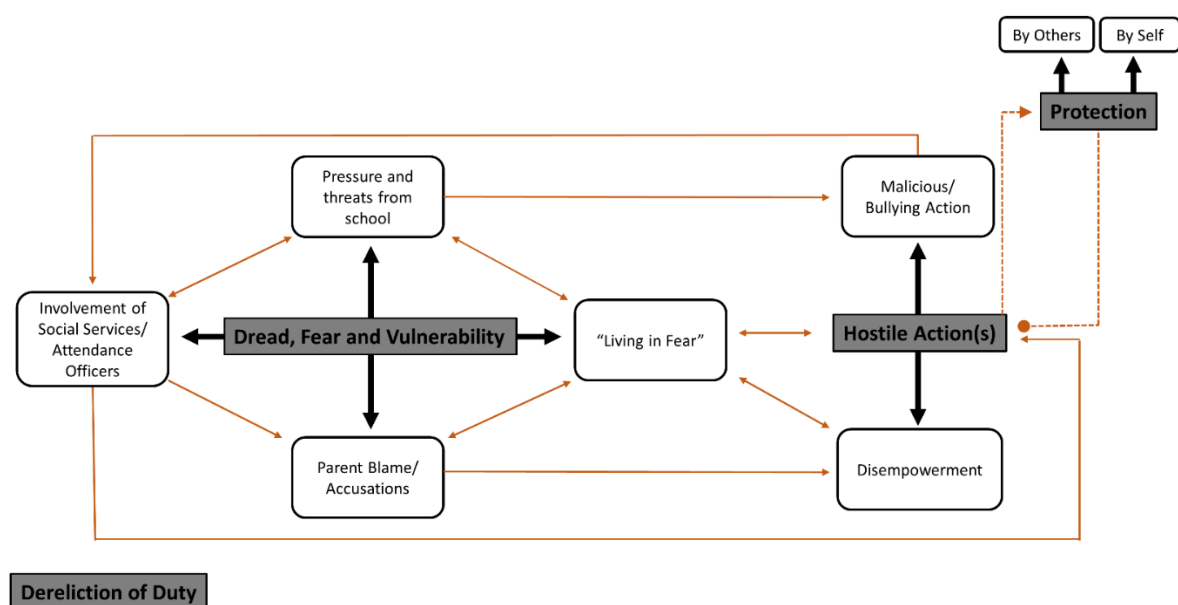 By Others
By Self
Protection
Pressure and
threats from
school
Malicious/
Bullying Action
Involvement of
Social Services/
Attendance
Officers
Dread, Fear and Vulnerability
“Living in Fear”
Hostile Action(s)
Parent Blame/
Accusations
Disempowerment
Dereliction of Duty